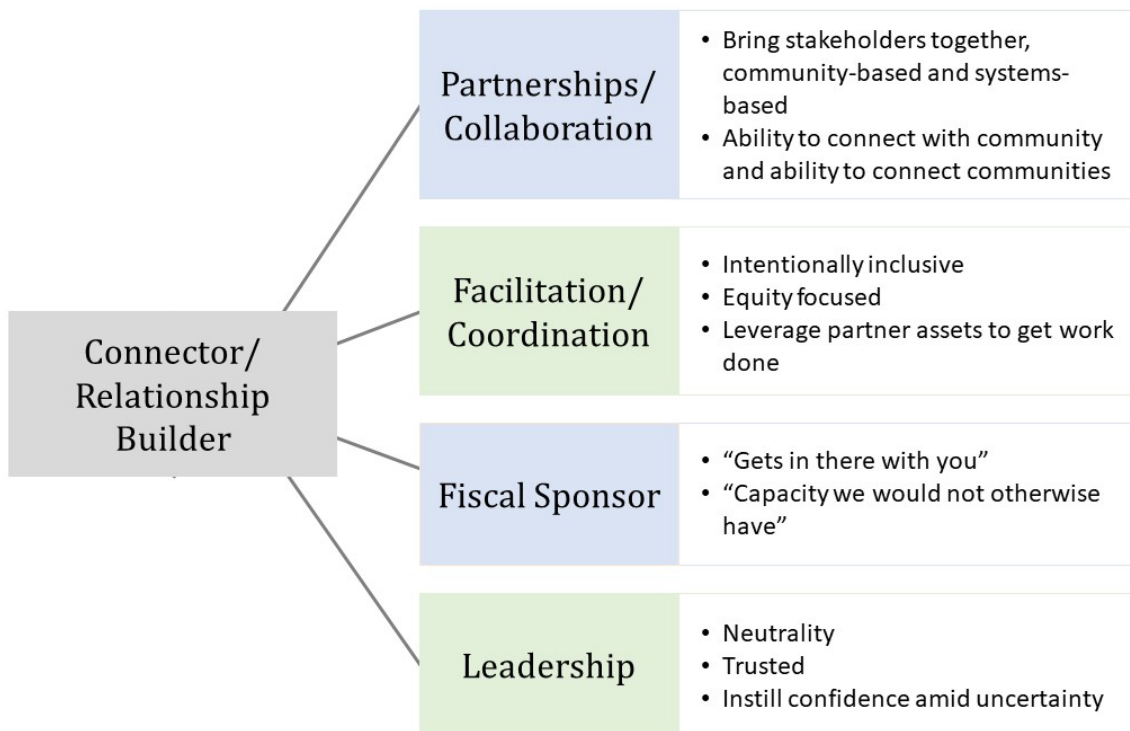 Connector/
Relationship
Builder
Partnerships/
Collaboration
• Bring stakeholders together,
community-based and systems-
based
• Ability to connect with community
and ability to connect communities
Facilitation/
Coordination
• Intentionally inclusive
• Equity focused
• Leverage partner assets to get work
done
Fiscal Sponsor
• “Gets in there with you”
• “Capacity we would not otherwise
have”
Leadership
• Neutrality
• Trusted
• Instill confidence amid uncertainty